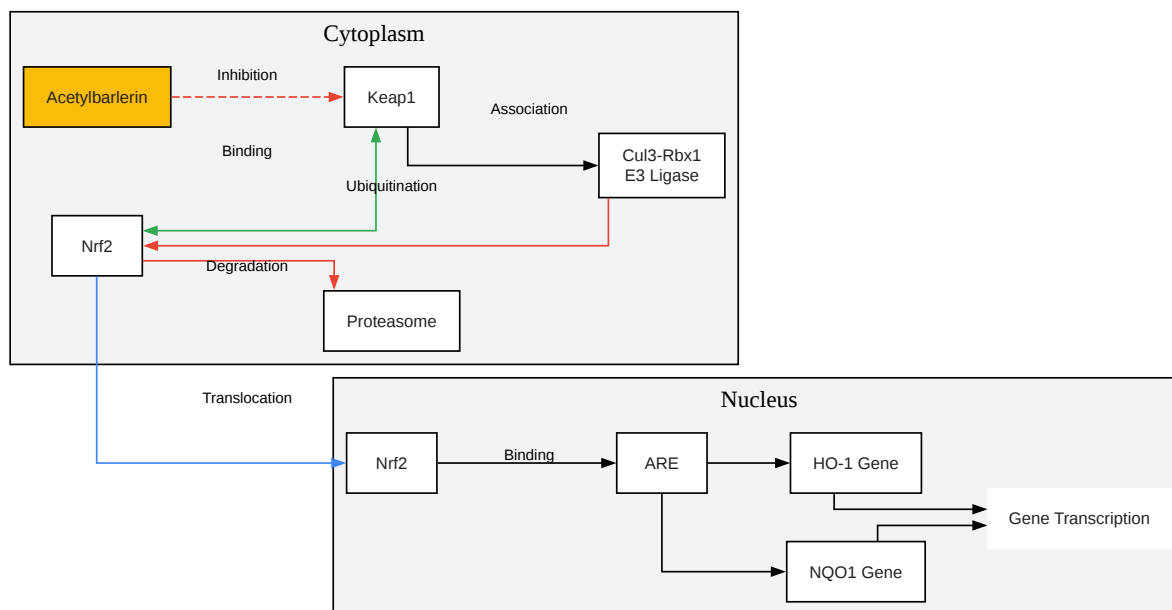 Cytoplasm
Inhibition
Acetylbarlerin
Keap1
Association
Binding
Cul3-Rbx1
E3 Ligase
Ubiquitination
Nrf2
Degradation
Proteasome
Translocation
Nucleus
Nrf2
Binding
ARE
HO-1 Gene
Gene Transcription
NQO1 Gene